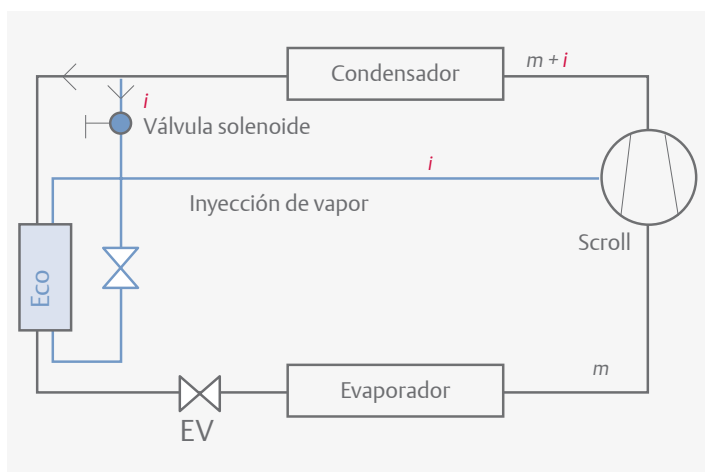 Condensador
m + i
i
Válvula solenoide
i
Inyección de vapor
Scroll
Eco
Evaporador
m
EV